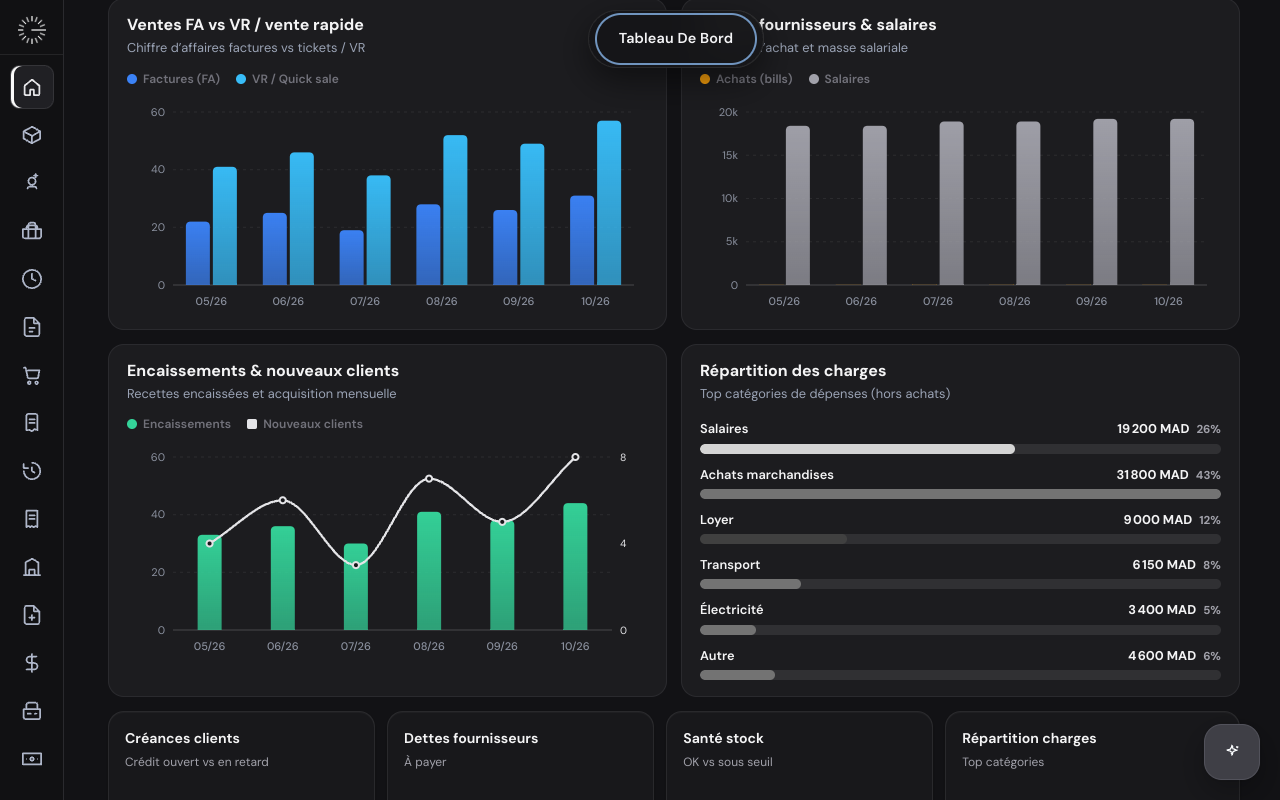 Tableau De Bord
Ventes FA vs VR / vente rapide
Chiffre d'affaires factures vs tickets / VR
Factures (FA)
VR / Quick sale
60
40
20
0
05/26
06/26
07/26
08/26
09/26
10/26
fournisseurs & salaires
'achat et masse salariale
Achats (bills)
Salaires
20k
15k
10k
5k
0
05/26
06/26
07/26
08/26
09/26
10/26
Encaissements & nouveaux clients
Recettes encaissées et acquisition mensuelle
Encaissements
Nouveaux clients
60
40
20
0
8
4
0
05/26
06/26
07/26
08/26
09/26
10/26
Répartition des charges
Top catégories de dépenses (hors achats)
Salaires 19 200 MAD 26%
Achats marchandises 31 800 MAD 43%
Loyer 9 000 MAD 12%
Transport 6 150 MAD 8%
Électricité 3 400 MAD 5%
Autre 4 600 MAD 6%
Créances clients
Crédit ouvert vs en retard
Dettes fournisseurs
À payer
Santé stock
OK vs sous seuil
Répartition charges
Top catégories